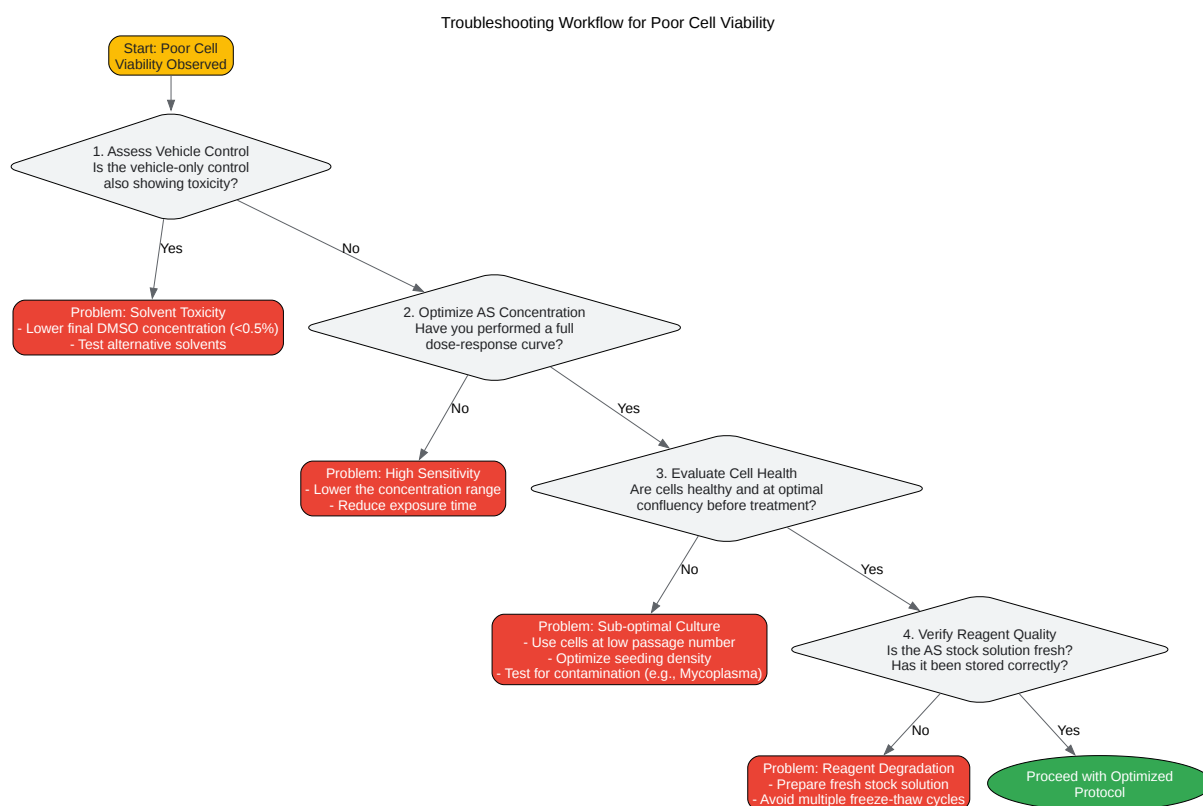 Troubleshooting Workflow for Poor Cell Viability
Start: Poor Cell
Viability Observed
1. Assess Vehicle Control
Is the vehicle-only control
also showing toxicity?
Yes
No
Problem: Solvent Toxicity
- Lower final DMSO concentration (<0.5%)
- Test alternative solvents
2. Optimize AS Concentration
Have you performed a full
dose-response curve?
No
Yes
Problem: High Sensitivity
- Lower the concentration range
- Reduce exposure time
3. Evaluate Cell Health
Are cells healthy and at optimal
confluency before treatment?
No
Yes
Problem: Sub-optimal Culture
- Use cells at low passage number
- Optimize seeding density
- Test for contamination (e.g., Mycoplasma)
4. Verify Reagent Quality
Is the AS stock solution fresh?
Has it been stored correctly?
No
Yes
Problem: Reagent Degradation
- Prepare fresh stock solution
- Avoid multiple freeze-thaw cycles
Proceed with Optimized
Protocol